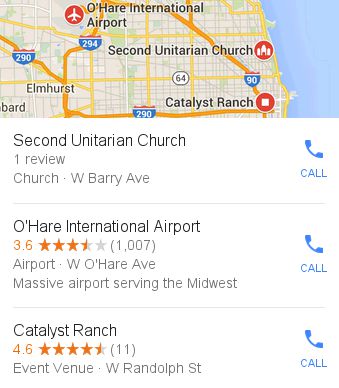 O'Hare International
Airport
294
290
Second Unitarian Church
64
90
Elmhurst
290
bard
Catalyst Ranch
Second Unitarian Church
1 review
Church · W Barry Ave
CALL
O'Hare International Airport
3.6 (1,007)
Airport · W O'Hare Ave
Massive airport serving the Midwest
CALL
Catalyst Ranch
4.6 (11)
Event Venue · W Randolph St
CALL